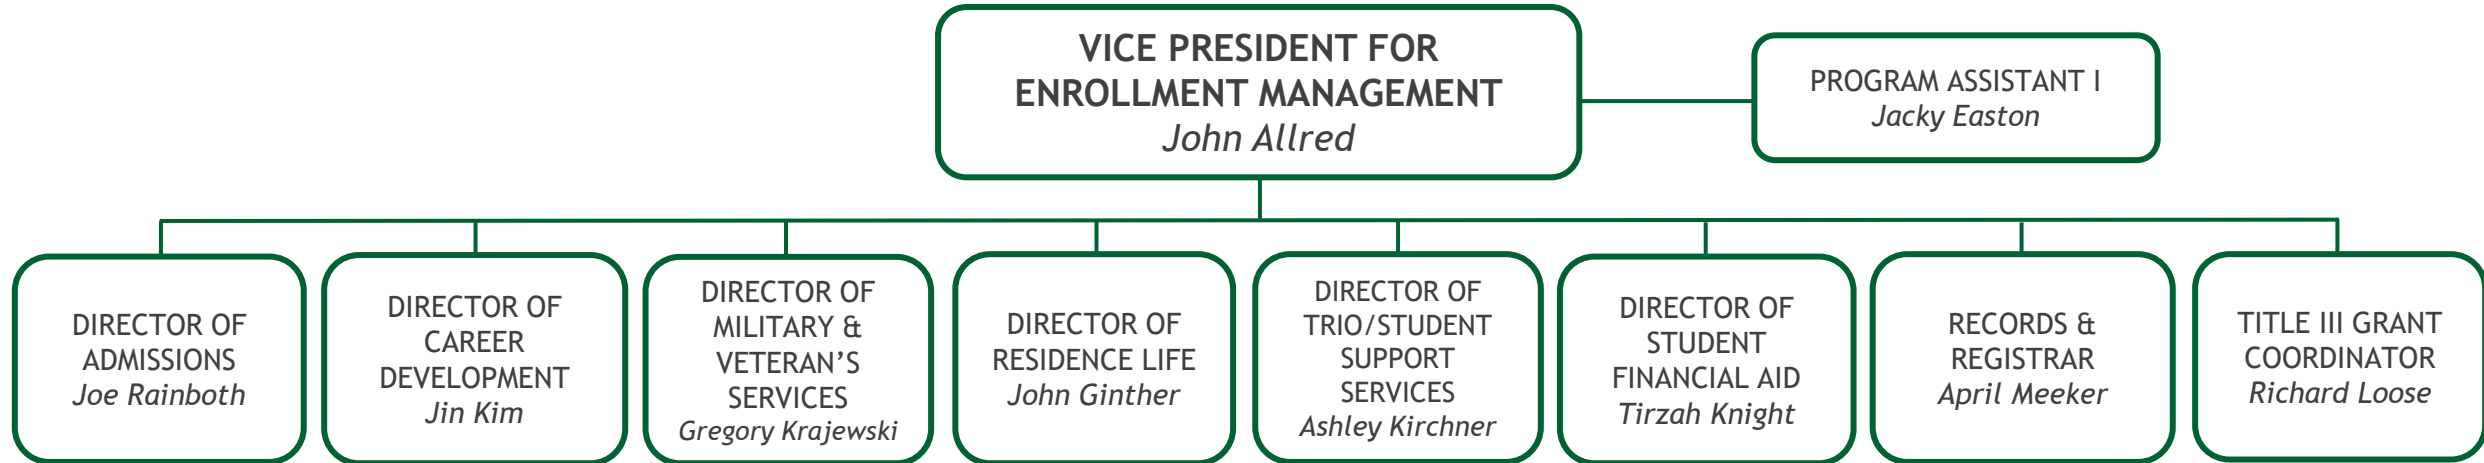 VICE PRESIDENT FOR
ENROLLMENT MANAGEMENT
John Allred
PROGRAM ASSISTANT I
Jacky Easton
DIRECTOR OF
ADMISSIONS
Joe Rainboth
DIRECTOR OF
CAREER
DEVELOPMENT
Jin Kim
DIRECTOR OF
MILITARY &
VETERAN’S
SERVICES
Gregory Krajewski
DIRECTOR OF
RESIDENCE LIFE
John Ginther
DIRECTOR OF
TRIO/STUDENT
SUPPORT
SERVICES
Ashley Kirchner
DIRECTOR OF
STUDENT
FINANCIAL AID
Tirzah Knight
RECORDS &
REGISTRAR
April Meeker
TITLE III GRANT
COORDINATOR
Richard Loose